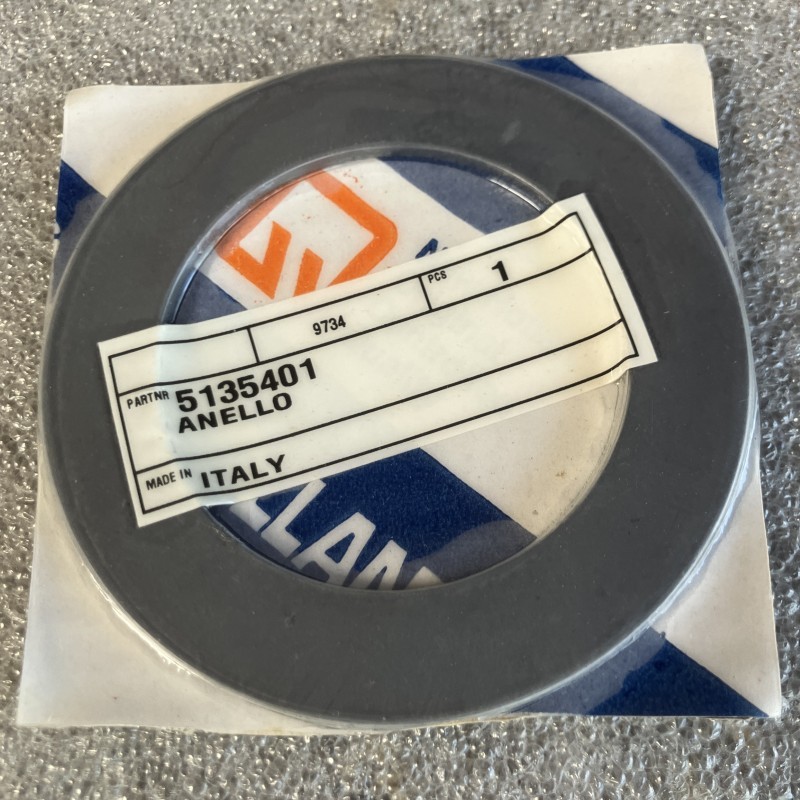 9734
PCS 1
PARTNR 5135401
ANELLO
MADE IN ITALY